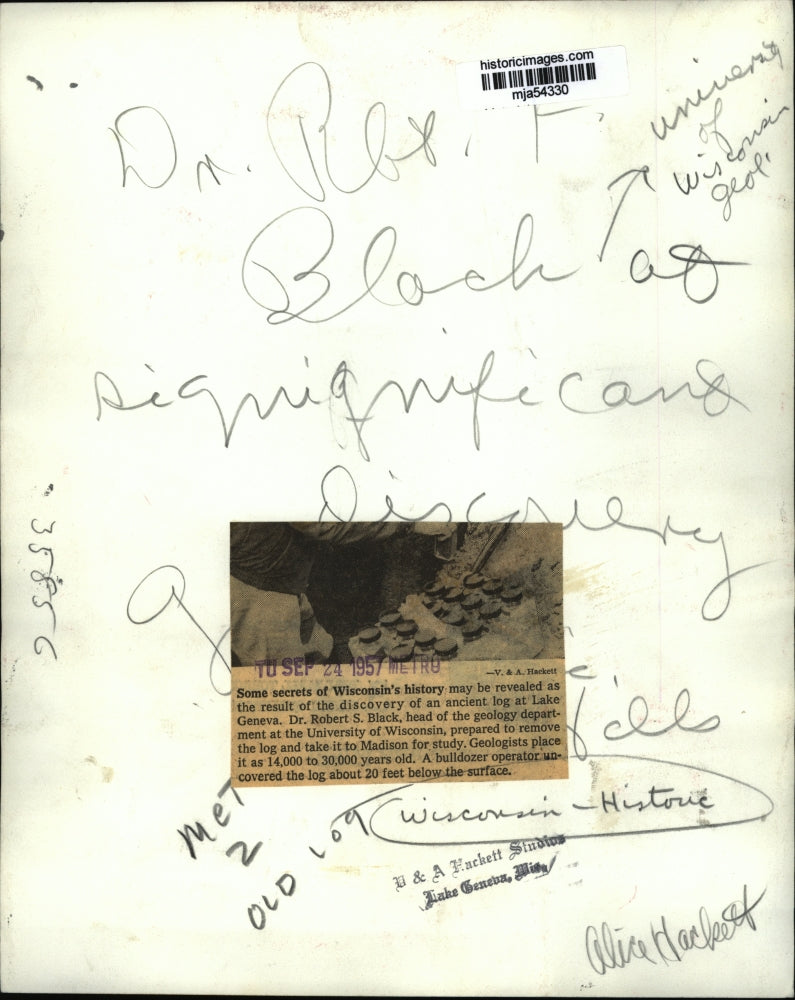 historicimages.com
mja54330
Dr. Rbt. F.
university
of
Wisconsin
geol.
Black at
significant
Discovery
35856
TU SEP 24 1957 METRO
—V. & A. Hackett
Some secrets of Wisconsin's history may be revealed as
the result of the discovery of an ancient log at Lake
Geneva. Dr. Robert S. Black, head of the geology depart-
ment at the University of Wisconsin, prepared to remove
the log and take it to Madison for study. Geologists place
it as 14,000 to 30,000 years old. A bulldozer operator un-
covered the log about 20 feet below the surface.
MET
2
OLD log
Wisconsin - Historic
V & A Hackett Studios
Lake Geneva, Wis.
Alice Hackett